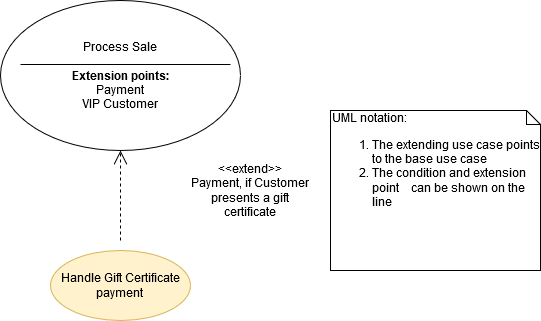 Process Sale
Extension points:
Payment
VIP Customer
<<extend>>
Payment, if Customer
presents a gift
certificate
Handle Gift Certificate
payment
UML notation:
1. The extending use case points
to the base use case
2. The condition and extension
point can be shown on the
line